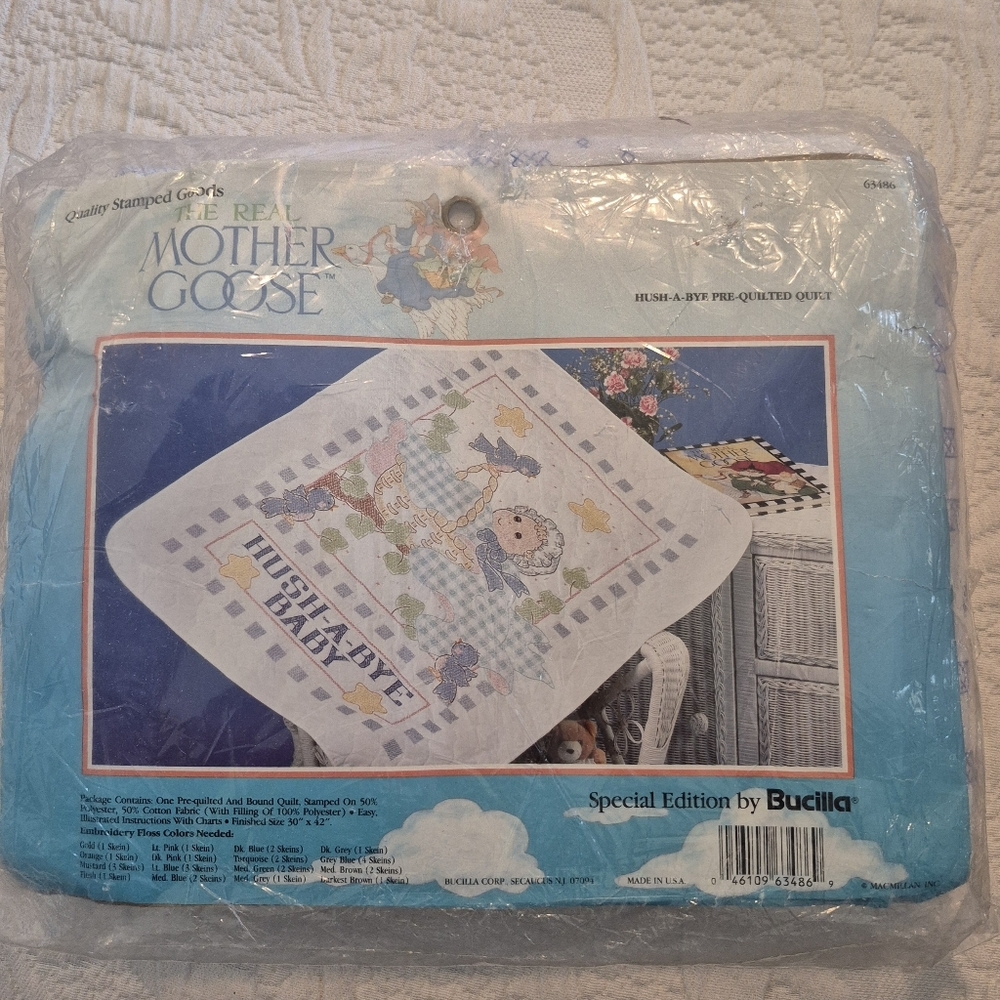 Quality Stamped Goods
63486
THE REAL
MOTHER
GOOSE™
HUSH-A-BYE PRE-QUILTED QUILT
MOTHER
GOOSE
HUSH-A-BYE
BABY
Package Contains: One Pre-quilted And Bound Quilt, Stamped On 50%
Polyester, 50% Cotton Fabric (With Filling Of 100% Polyester) • Easy,
Illustrated Instructions With Charts • Finished Size 30" x 42".
Embroidery Floss Colors Needed:
Gold (1 Skein) Lt. Pink (1 Skein) Dk. Blue (2 Skeins) Dk. Grey (1 Skein)
Orange (1 Skein) Dk. Pink (1 Skein) Turquoise (2 Skeins) Grey Blue (4 Skeins)
Mustard (3 Skeins) Lt. Blue (3 Skeins) Med. Green (2 Skeins) Med. Brown (2 Skeins)
Flesh (1 Skein) Med. Blue (2 Skeins) Med. Grey (1 Skein) Darkest Brown (1 Skein)
Special Edition by Bucilla®
BUCILLA CORP., SECAUCUS N.J. 07094
MADE IN U.S.A.
0 46109 63486 9
© MACMILLAN, INC.